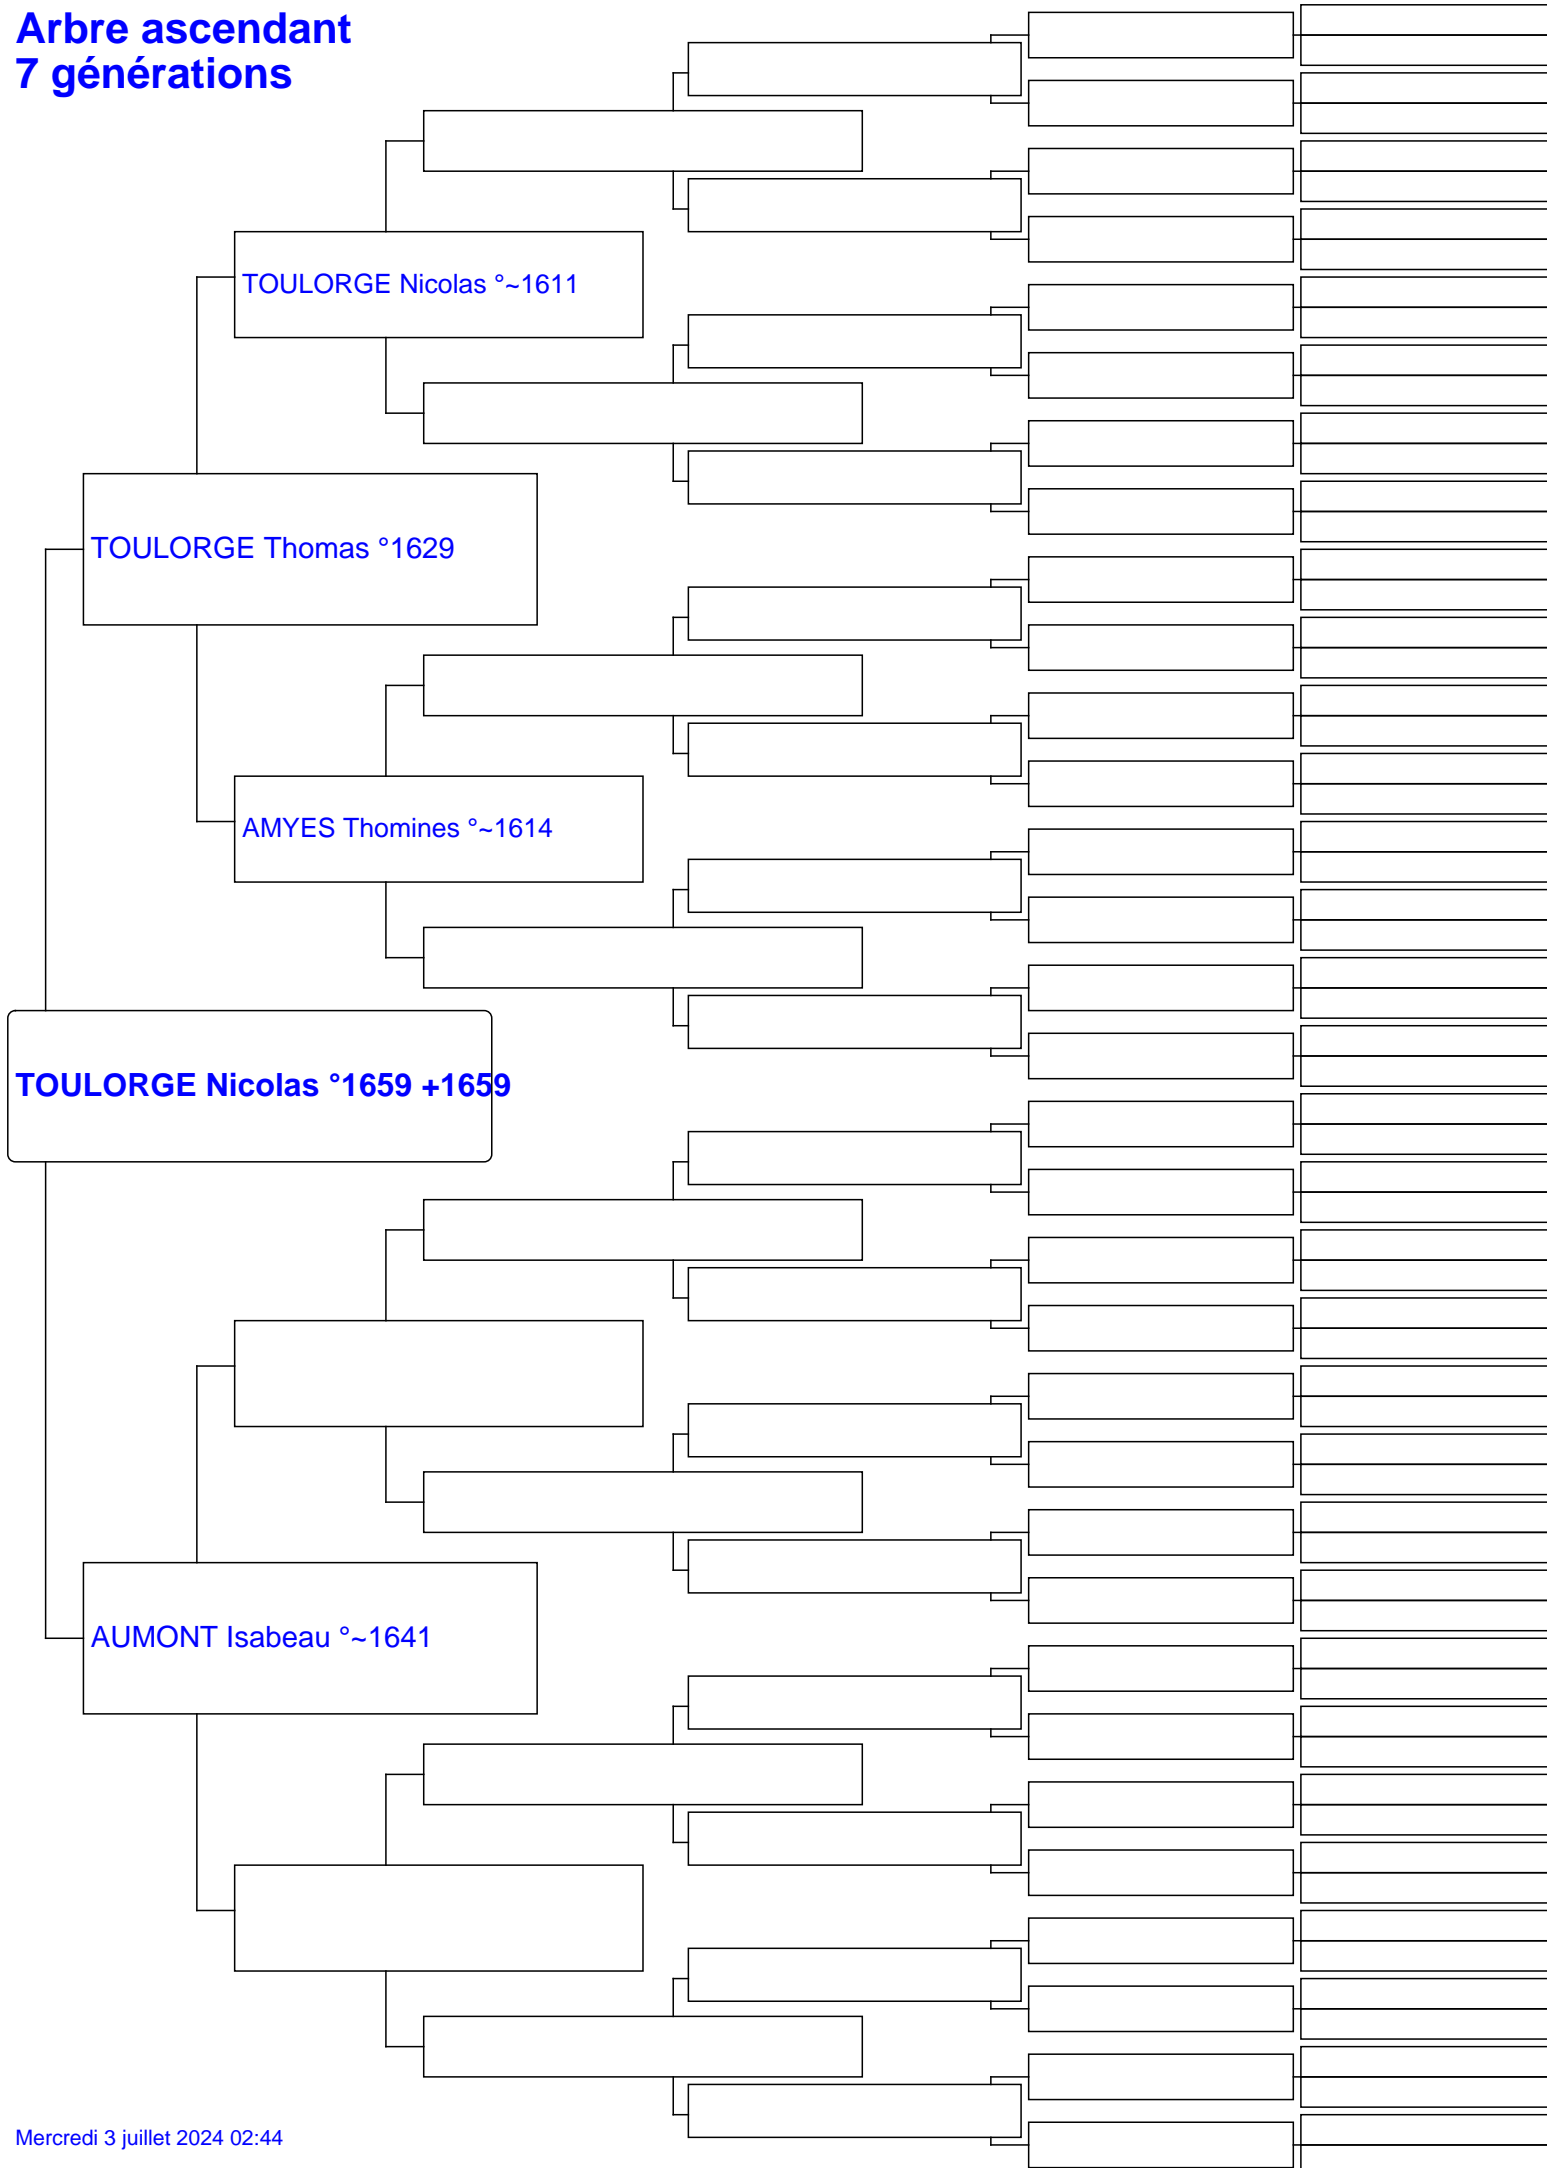 Arbre ascendant
7 générations
TOULORGE Nicolas °~1611
TOULORGE Thomas °1629
AMYES Thomines °~1614
TOULORGE Nicolas °1659 +1659
AUMONT Isabeau °~1641
Mercredi 3 juillet 2024 02:44